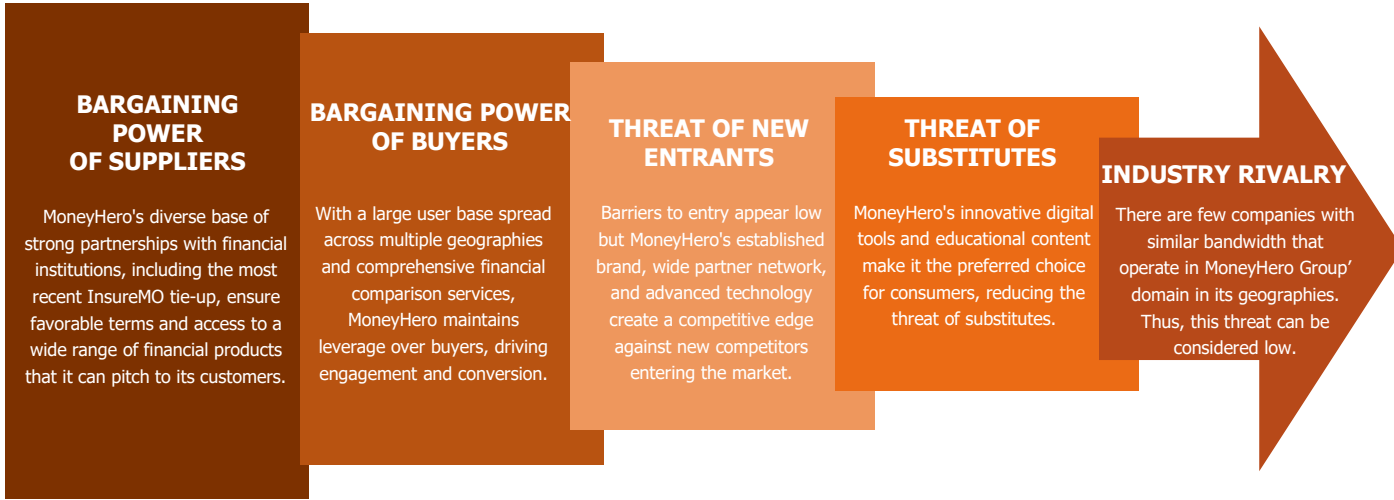 BARGAINING
POWER
OF SUPPLIERS
MoneyHero's diverse base of
strong partnerships with financial
institutions, including the most
recent InsureMO tie-up, ensure
favorable terms and access to a
wide range of financial products
that it can pitch to its customers.
BARGAINING POWER
OF BUYERS
With a large user base spread
across multiple geographies
and comprehensive financial
comparison services,
MoneyHero maintains
leverage over buyers, driving
engagement and conversion.
THREAT OF NEW
ENTRANTS
Barriers to entry appear low
but MoneyHero's established
brand, wide partner network,
and advanced technology
create a competitive edge
against new competitors
entering the market.
THREAT OF
SUBSTITUTES
MoneyHero's innovative digital
tools and educational content
make it the preferred choice
for consumers, reducing the
threat of substitutes.
INDUSTRY RIVALRY
There are few companies with
similar bandwidth that
operate in MoneyHero Group'
domain in its geographies.
Thus, this threat can be
considered low.